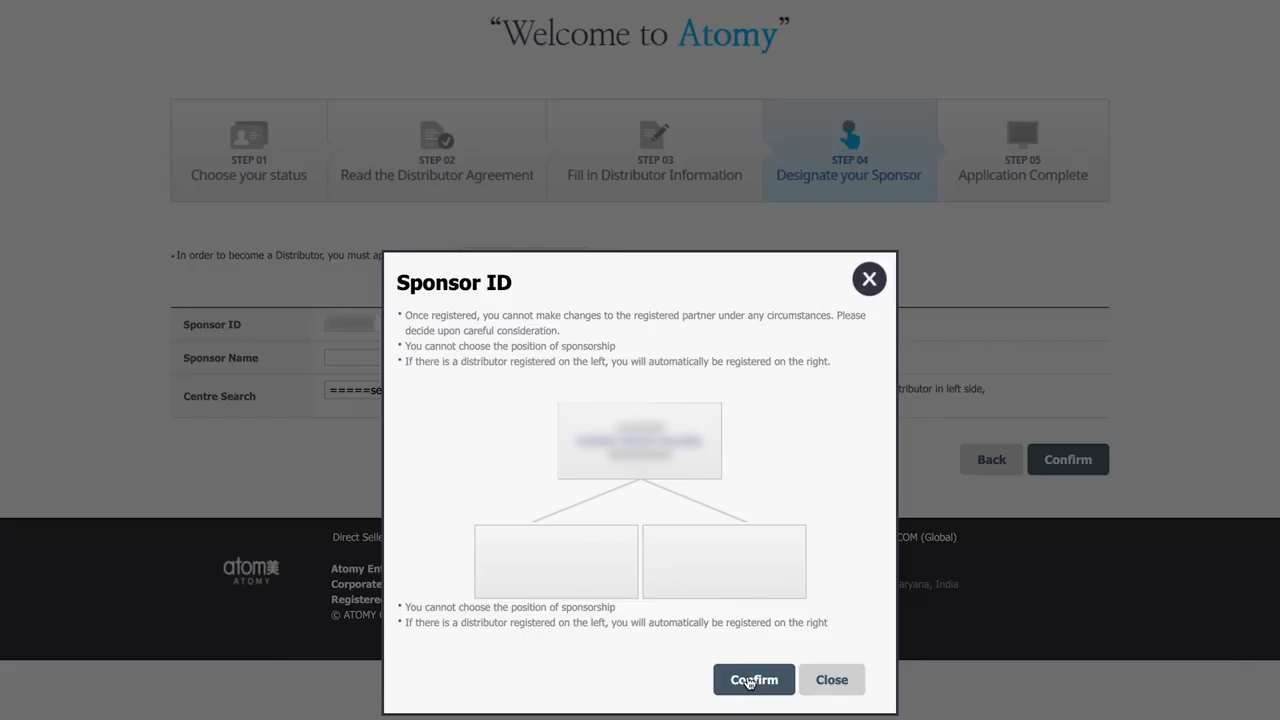 “Welcome to Atomy”
STEP 01
Choose your status
STEP 02
Read the Distributor Agreement
STEP 03
Fill in Distributor Information
STEP 04
Designate your Sponsor
STEP 05
Application Complete
• In order to become a Distributor, you must
Sponsor ID
Sponsor Name
Centre Search
=====se
in left side,
Back
Confirm
Sponsor ID
X
• Once registered, you cannot make changes to the registered partner under any circumstances. Please
decide upon careful consideration.
• You cannot choose the position of sponsorship
• If there is a distributor registered on the left, you will automatically be registered on the right.
• You cannot choose the position of sponsorship
• If there is a distributor registered on the left, you will automatically be registered on the right
Confirm
Close
Direct
COM (Global)
atom美
ATOMY
Atomy
Corporate
Haryana, India
© ATOMY